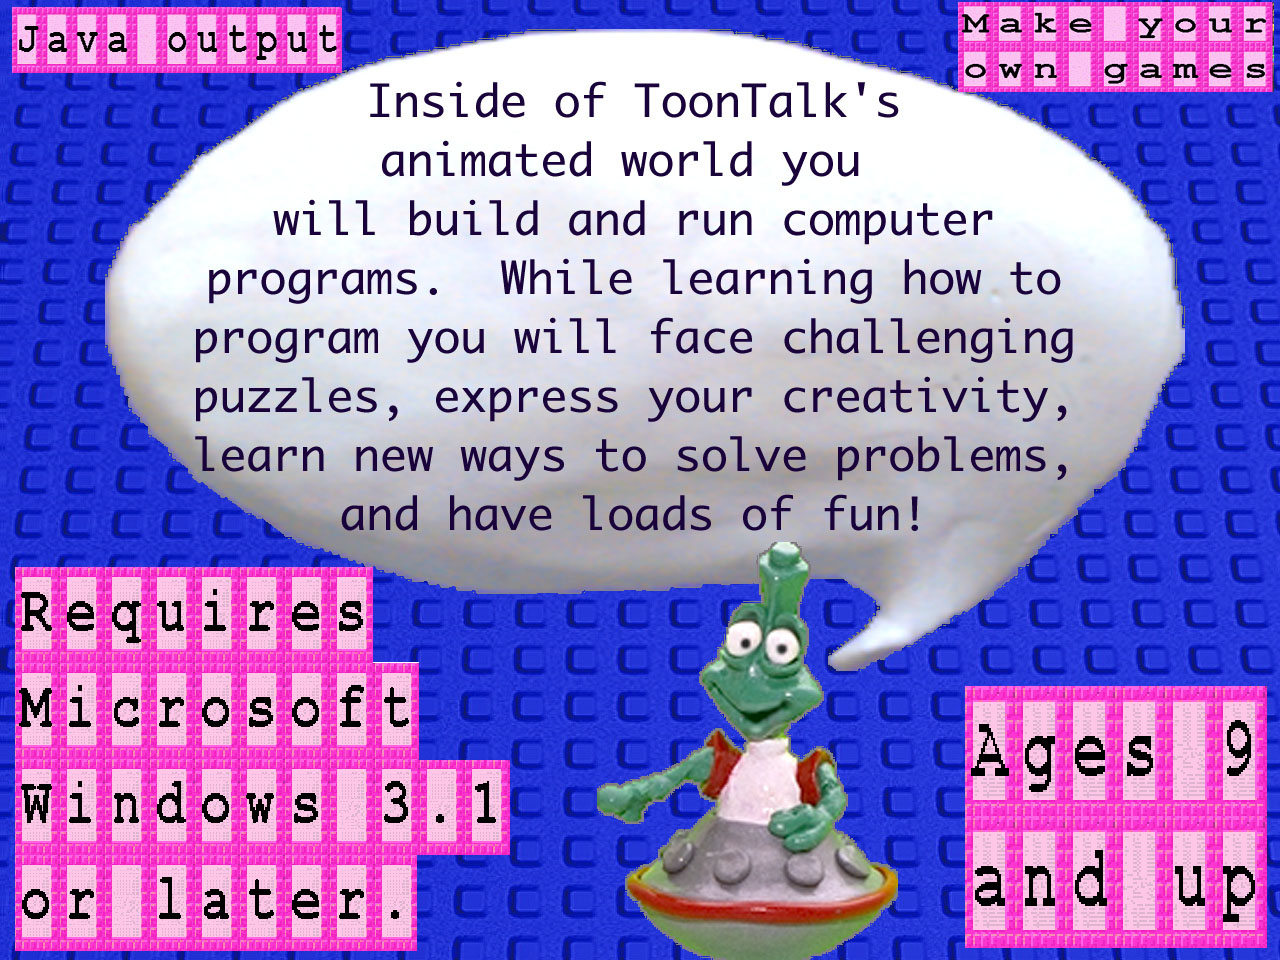 Java output
Make your
own games
Inside of ToonTalk's
animated world you
will build and run computer
programs.  While learning how to
program you will face challenging
puzzles, express your creativity,
learn new ways to solve problems,
and have loads of fun!
Requires
Microsoft
Windows 3.1
or later.
Ages 9
and up